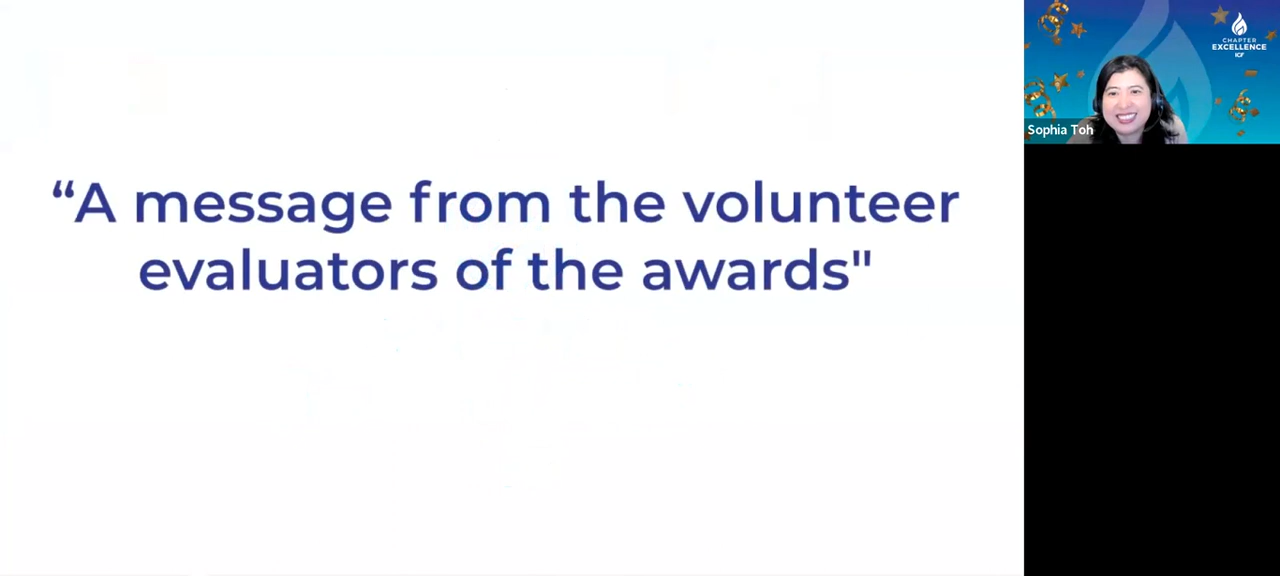 “A message from the volunteer
evaluators of the awards"
CHAPTER
EXCELLENCE
ICF
Sophia Toh